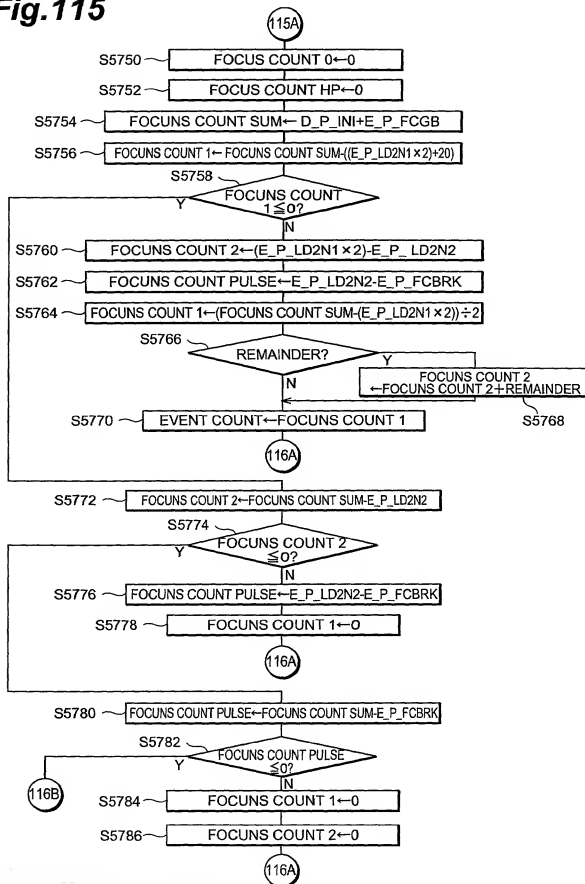 Fig.115
115A
S5750 FOCUS COUNT 0←0
S5752 FOCUS COUNT HP←0
S5754 FOCUNS COUNT SUM← D_P_INI+E_P_FCGB
S5756 FOCUNS COUNT 1← FOCUNS COUNT SUM-((E_P_LD2N1×2)+20)
S5758
FOCUNS COUNT
1≦0?
Y
N
S5760 FOCUNS COUNT 2←(E_P_LD2N1×2)-E_P_ LD2N2
S5762 FOCUNS COUNT PULSE←E_P_LD2N2-E_P_FCBRK
S5764 FOCUNS COUNT 1←(FOCUNS COUNT SUM-(E_P_LD2N1×2))÷2
S5766
REMAINDER?
Y
N
FOCUNS COUNT 2
←FOCUNS COUNT 2+REMAINDER
S5768
S5770 EVENT COUNT←FOCUNS COUNT 1
116A
S5772 FOCUNS COUNT 2←FOCUNS COUNT SUM-E_P_LD2N2
S5774
FOCUNS COUNT 2
≦0?
Y
N
S5776 FOCUNS COUNT PULSE←E_P_LD2N2-E_P_FCBRK
S5778 FOCUNS COUNT 1←0
116A
S5780 FOCUNS COUNT PULSE←FOCUNS COUNT SUM-E_P_FCBRK
S5782
FOCUNS COUNT PULSE
≦0?
Y
N
116B
S5784 FOCUNS COUNT 1←0
S5786 FOCUNS COUNT 2←0
116A